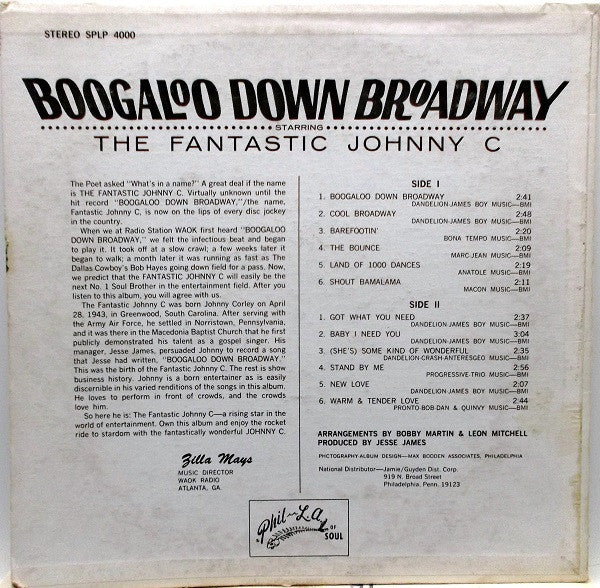 STEREO SPLP 4000
BOOGALOO DOWN BROADWAY
STARRING
THE FANTASTIC JOHNNY C
The Poet asked "What's in a name?" A great deal if the name
is THE FANTASTIC JOHNNY C. Virtually unknown until the
hit record "BOOGALOO DOWN BROADWAY,"/the name,
Fantastic Johnny C, is now on the lips of every disc jockey
in the country.
When we at Radio Station WAOK first heard "BOOGALOO
DOWN BROADWAY," we felt the infectious beat and began
to play it. It took off at a slow crawl; a few weeks later it
began to walk; a month later it was running as fast as The
Dallas Cowboy's Bob Hayes going down field for a pass. Now,
we predict that the FANTASTIC JOHNNY C will easily be the
next No. 1 Soul Brother in the entertainment field. After you
listen to this album, you will agree with us.
The Fantastic Johnny C was born Johnny Corley on April
28, 1943, in Greenwood, South Carolina. After serving with
the Army Air Force, he settled in Norristown, Pennsylvania,
and it was there in the Macedonia Baptist Church that he first
publicly demonstrated his talent as a gospel singer. His
manager, Jesse James, persuaded Johnny to record a song
that Jesse had written, "BOOGALOO DOWN BROADWAY."
This was the birth of the Fantastic Johnny C. The rest is show
business history. Johnny is a born entertainer as is easily
discernible in his varied renditions of the songs in this album.
He loves to perform in front of crowds, and the crowds
love him.
So here he is: The Fantastic Johnny C—a rising star in the
world of entertainment. Own this album and enjoy the rocket
ride to stardom with the fantastically wonderful JOHNNY C.
Zilla Mays
MUSIC DIRECTOR
WAOK RADIO
ATLANTA, GA.
SIDE I
1. BOOGALOO DOWN BROADWAY 2:41
DANDELION-JAMES BOY MUSIC—BMI
2. COOL BROADWAY 2:48
DANDELION-JAMES BOY MUSIC—BMI
3. BAREFOOTIN' 2:20
BONA TEMPO MUSIC—BMI
4. THE BOUNCE 2:09
MARC-JEAN MUSIC—BMI
5. LAND OF 1000 DANCES 2:19
ANATOLE MUSIC—BMI
6. SHOUT BAMALAMA 2:11
MACON MUSIC—BMI
SIDE II
1. GOT WHAT YOU NEED 2:37
DANDELION-JAMES BOY MUSIC—BMI
2. BABY I NEED YOU 3:04
DANDELION-JAMES BOY MUSIC—BMI
3. (SHE'S) SOME KIND OF WONDERFUL 2:35
DANDELION-CRASH-ANTERESGEO MUSIC—BMI
4. STAND BY ME 2:56
PROGRESSIVE-TRIO MUSIC—BMI
5. NEW LOVE 2:07
DANDELION-JAMES BOY MUSIC—BMI
6. WARM & TENDER LOVE 2:44
PRONTO-BOB-DAN & QUINVY MUSIC—BMI
ARRANGEMENTS BY BOBBY MARTIN & LEON MITCHELL
PRODUCED BY JESSE JAMES
PHOTOGRAPHY-ALBUM DESIGN—MAX BODDEN ASSOCIATES, PHILADELPHIA
National Distributor—Jamie/Guyden Dist. Corp.
919 N. Broad Street
Philadelphia, Penn. 19123
Phil-L.A.
OF
SOUL